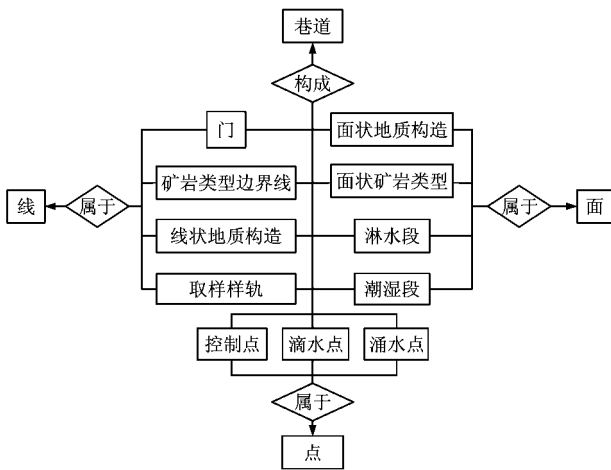 巷道
构成
门
面状地质构造
矿岩类型边界线
面状矿岩类型
线
属于
属于
面
线状地质构造
淋水段
取样样轨
潮湿段
控制点
滴水点
涌水点
属于
点